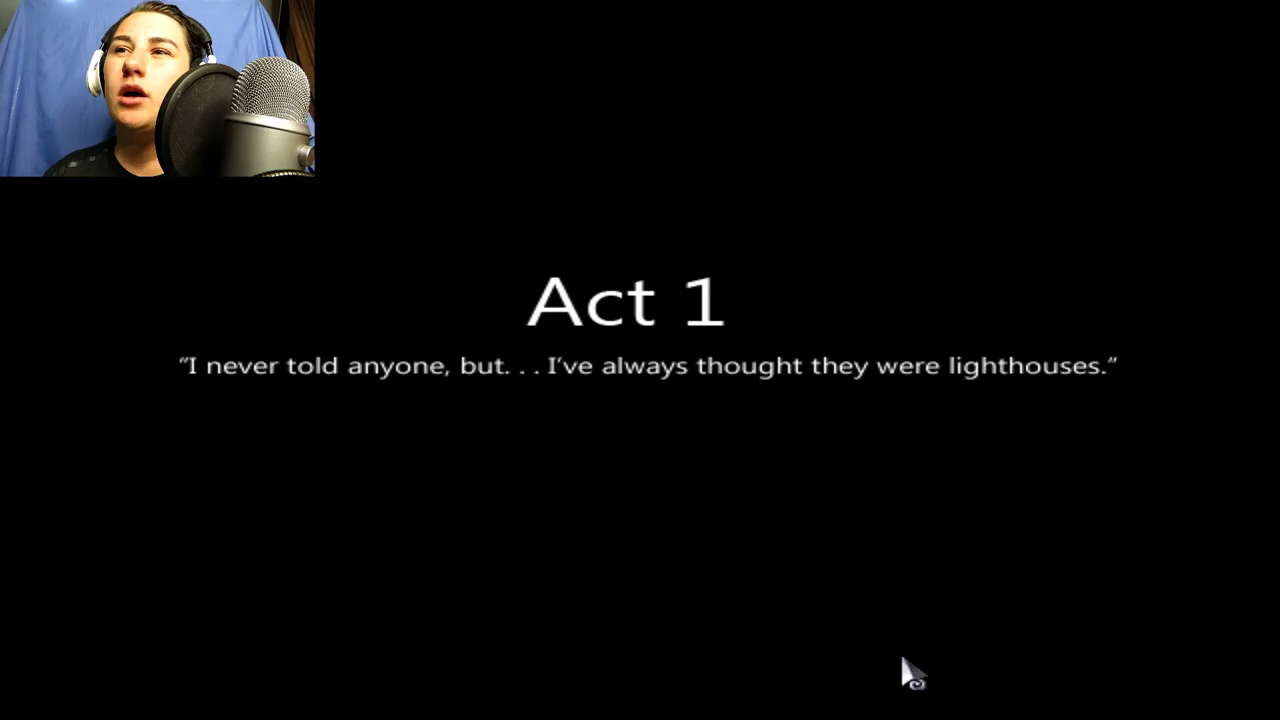 Act 1
“I never told anyone, but. . . I’ve always thought they were lighthouses.”